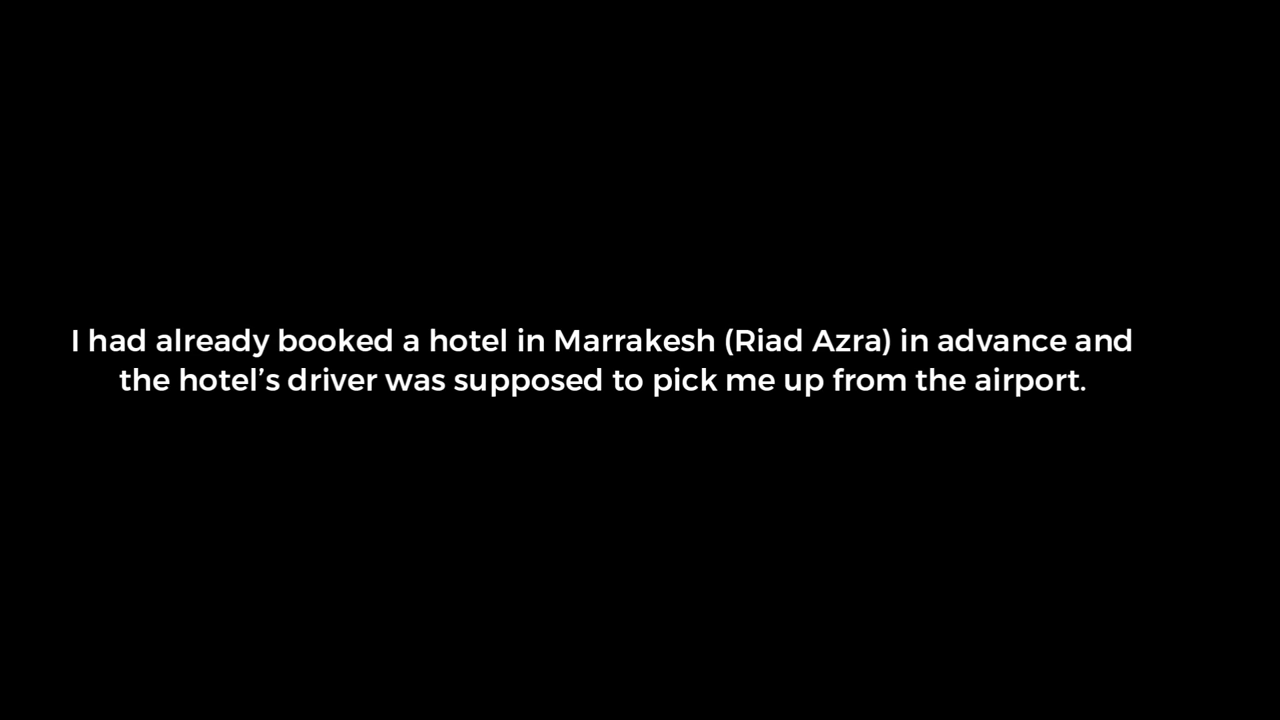 I had already booked a hotel in Marrakesh (Riad Azra) in advance and
the hotel’s driver was supposed to pick me up from the airport.